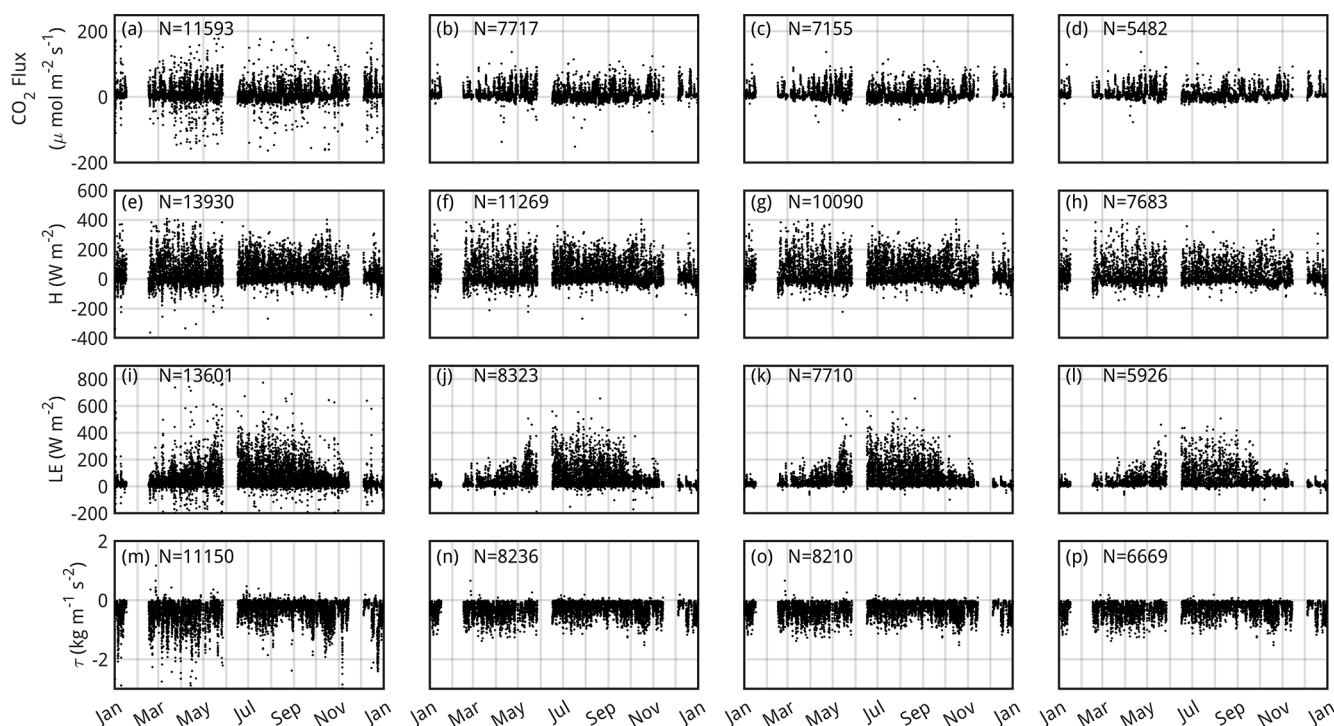 (a) N=11593
(b) N=7717
(c) N=7155
(d) N=5482
CO2 Flux
(μ mol m-2 s-1)
200
0
-200
(e) N=13930
(f) N=11269
(g) N=10090
(h) N=7683
H (W m-2)
600
400
200
0
-200
-400
(i) N=13601
(j) N=8323
(k) N=7710
(l) N=5926
LE (W m-2)
800
600
400
200
0
-200
(m) N=11150
(n) N=8236
(o) N=8210
(p) N=6669
τ (kg m-1 s-2)
2
0
-2
Jan Mar May Jul Sep Nov Jan
Jan Mar May Jul Sep Nov Jan
Jan Mar May Jul Sep Nov Jan
Jan Mar May Jul Sep Nov Jan